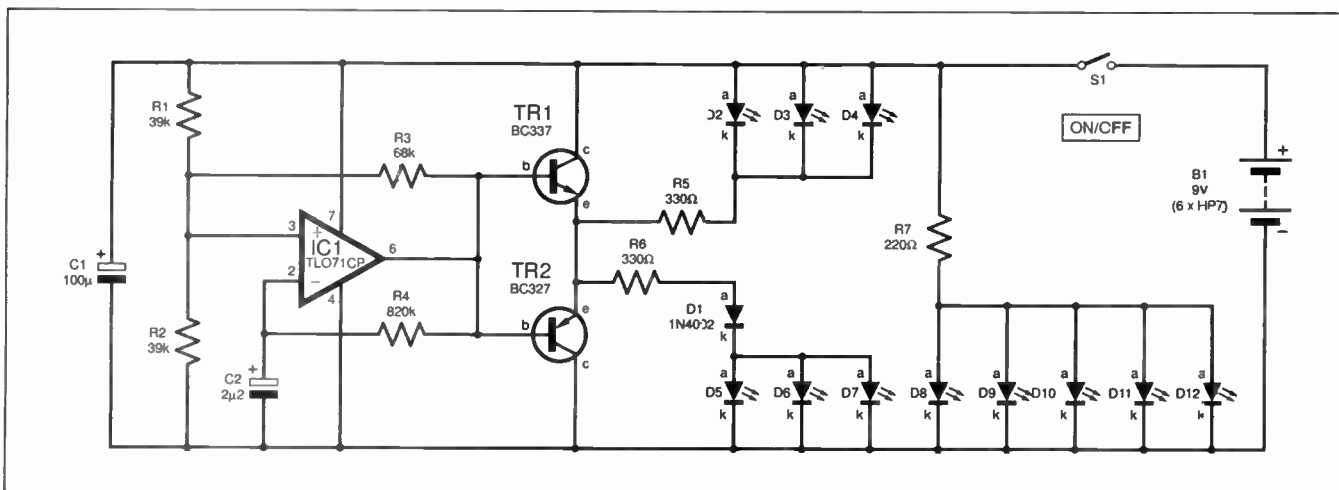 R1
39k
R3
68k
TR1
BC337
b
c
e
R5
330Ω
a
D2
k
a
D3
k
a
D4
k
S1
ON/CFF
+
B1
9V
(6 x HP7)
−
R7
220Ω
3
+
7
IC1
TLO71CP
2
−
4
6
+
C1
100µ
R2
39k
+
C2
2µ2
R4
820k
TR2
BC327
b
e
c
R6
330Ω
a
D1
1N4002
k
a
D5
k
a
D6
k
a
D7
k
a
D8
k
a
D9
k
a
D10
k
a
D11
k
a
D12
k